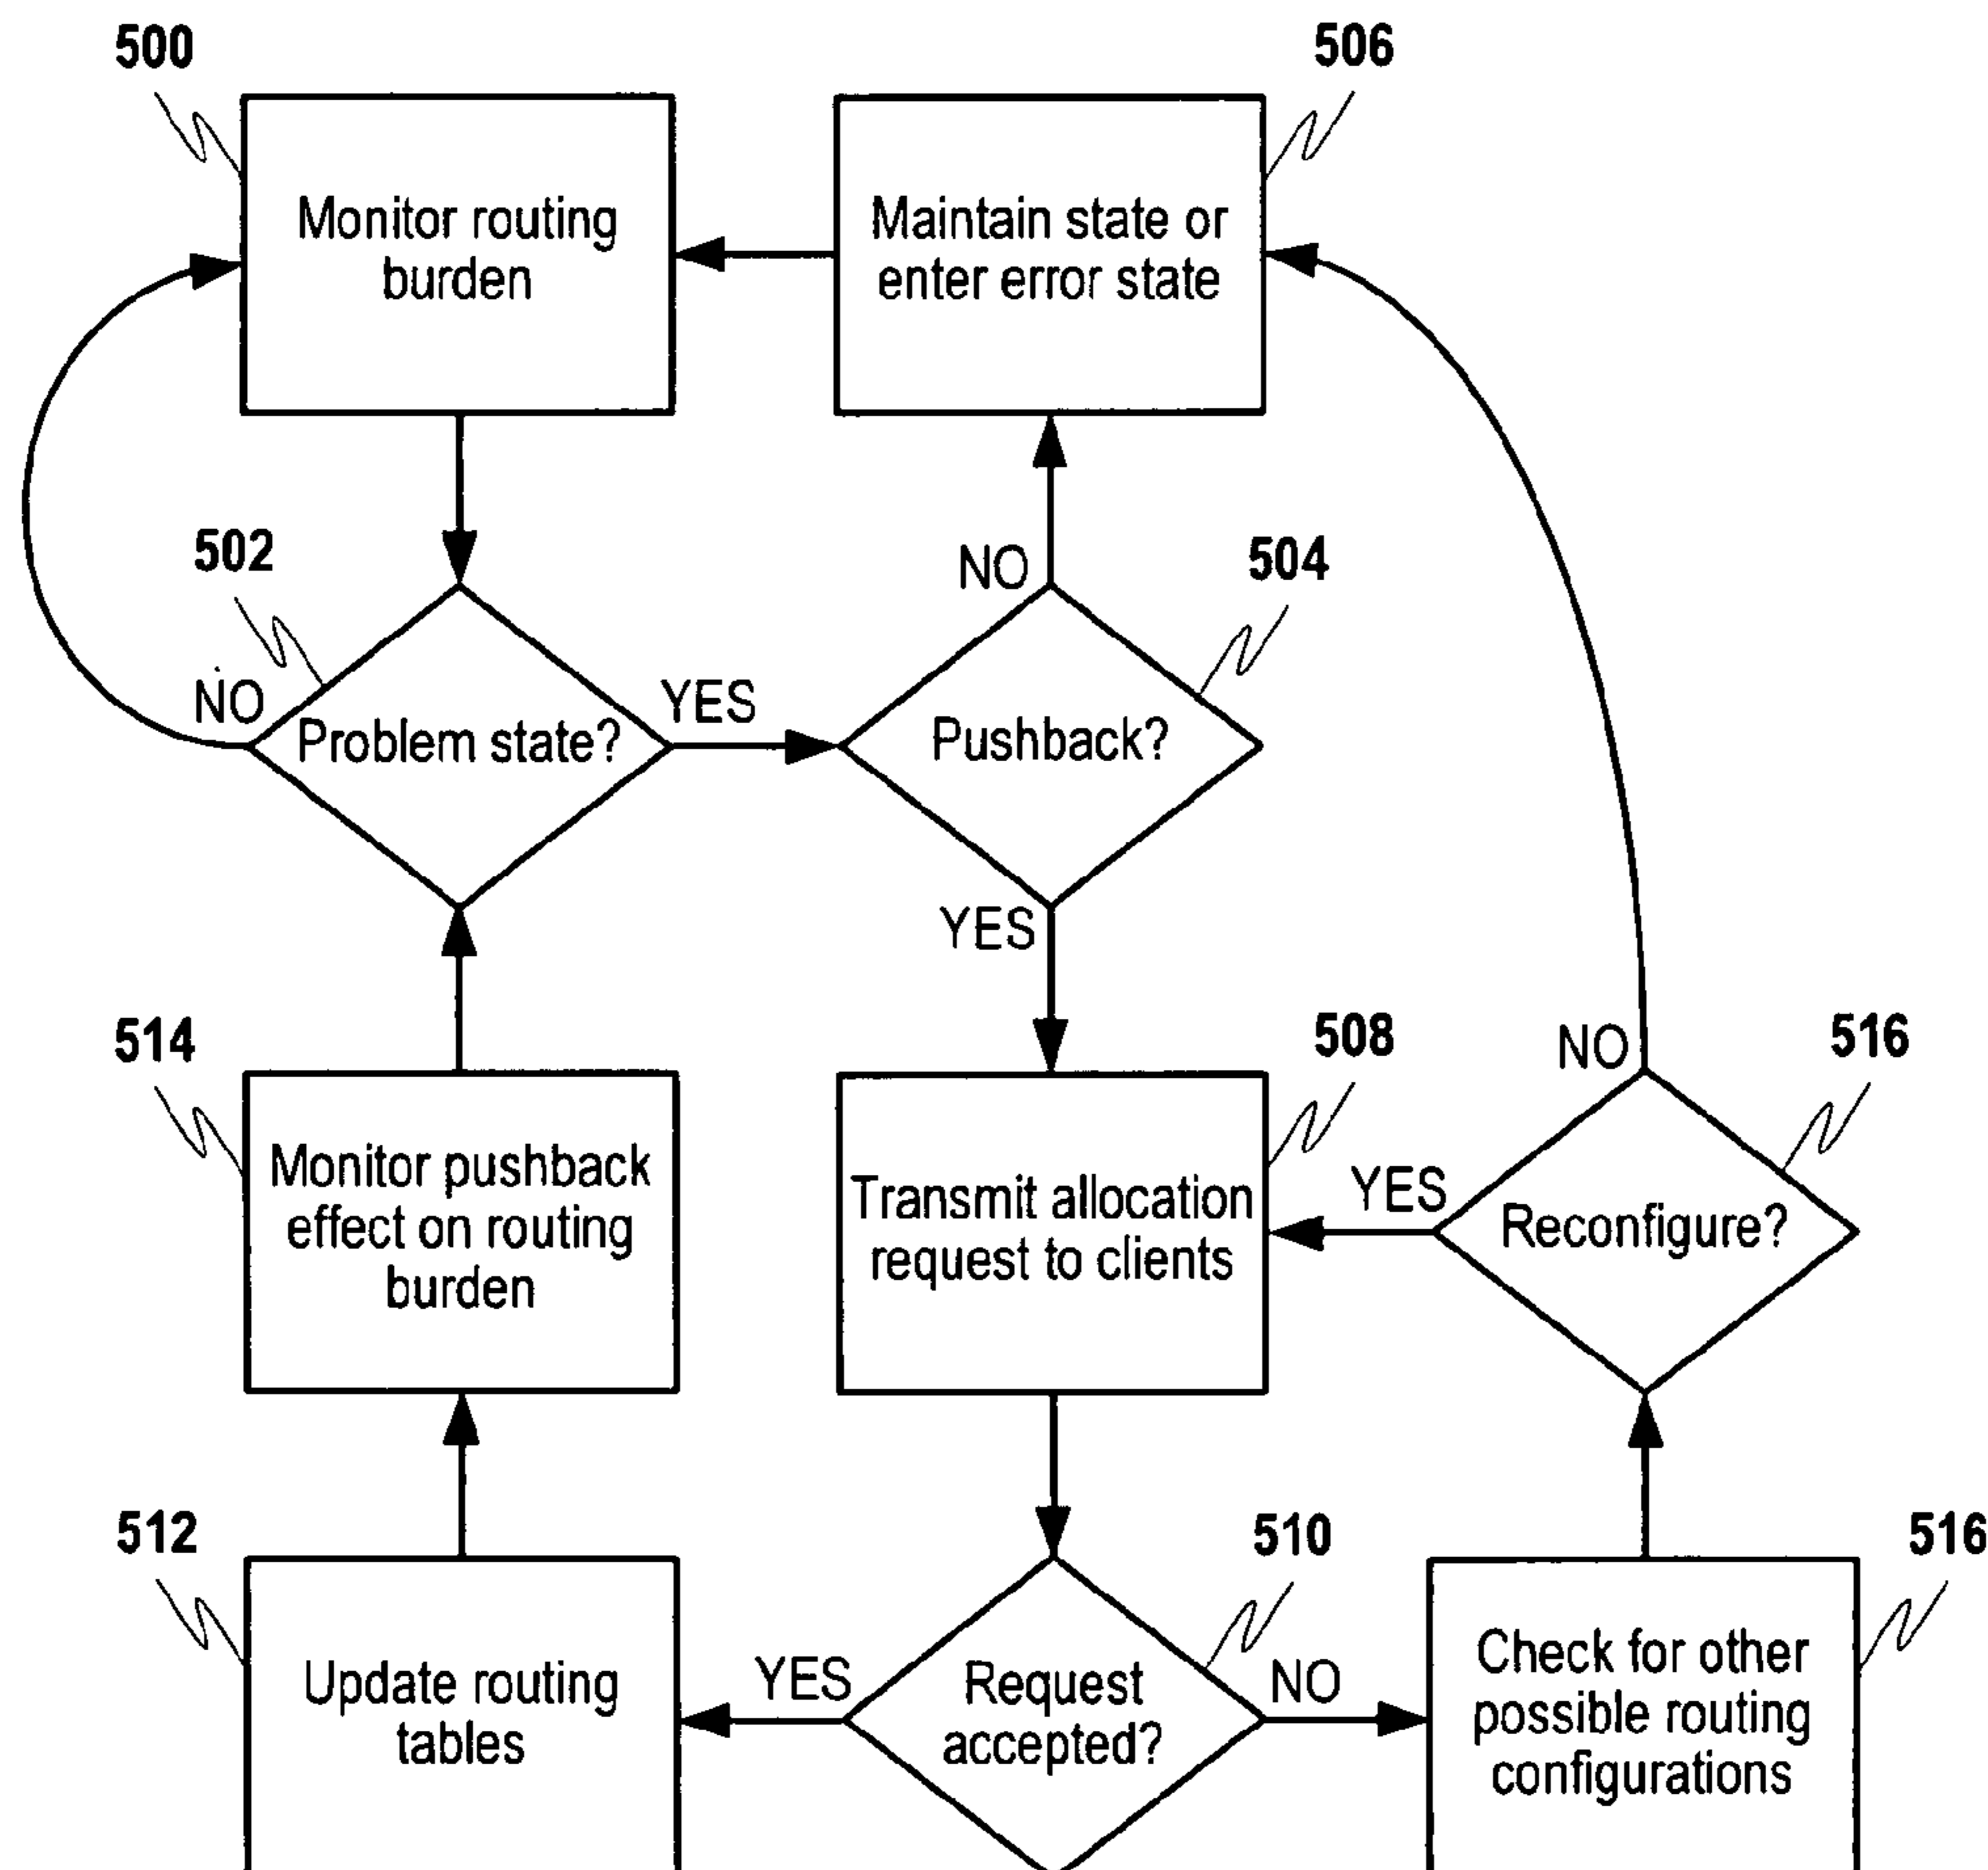 500
506
Monitor routing
burden
Maintain state or
enter error state
502
NO
504
NO
Problem state?
YES
Pushback?
YES
514
508
NO
516
Monitor pushback
effect on routing
burden
Transmit allocation
request to clients
YES
Reconfigure?
512
510
516
Update routing
tables
YES
Request
accepted?
NO
Check for other
possible routing
configurations